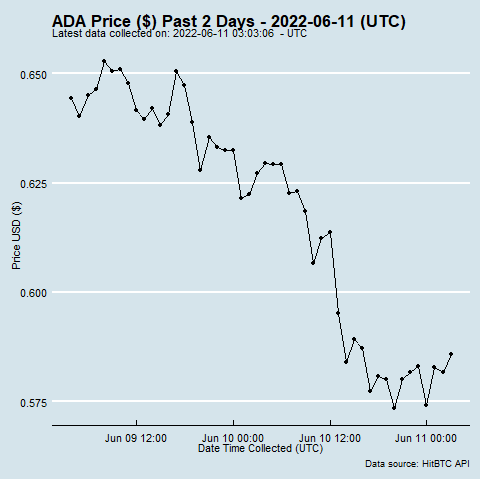 ADA Price ($) Past 2 Days - 2022-06-11 (UTC)
Latest data collected on: 2022-06-11 03:03:06 - UTC
0.650
0.625
0.600
0.575
Price USD ($)
Jun 09 12:00 Jun 10 00:00 Jun 10 12:00 Jun 11 00:00
Date Time Collected (UTC)
Data source: HitBTC API